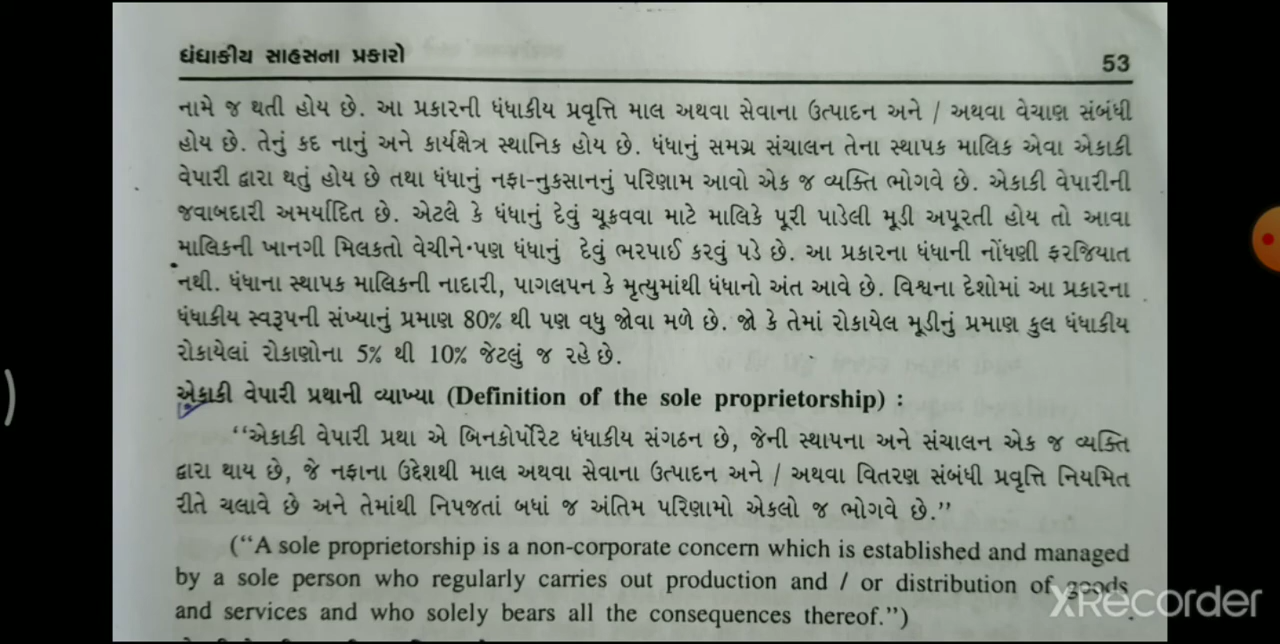 ધંધાકીય સાહસના પ્રકારો 53
નામે જ થતી હોય છે. આ પ્રકારની ધંધાકીય પ્રવૃત્તિ માલ અથવા સેવાના ઉત્પાદન અને / અથવા વેચાણ સંબંધી
હોય છે. તેનું કદ નાનું અને કાર્યક્ષેત્ર સ્થાનિક હોય છે. ધંધાનું સમગ્ર સંચાલન તેના સ્થાપક માલિક એવા એકાકી
વેપારી દ્વારા થતું હોય છે તથા ધંધાનું નફા-નુકસાનનું પરિણામ આવો એક જ વ્યક્તિ ભોગવે છે. એકાકી વેપારીની
જવાબદારી અમર્યાદિત છે. એટલે કે ધંધાનું દેવું ચૂકવવા માટે માલિકે પૂરી પાડેલી મૂડી અપૂરતી હોય તો આવા
માલિકની ખાનગી મિલકતો વેચીને પણ ધંધાનું દેવું ભરપાઈ કરવું પડે છે. આ પ્રકારના ધંધાની નોંધણી ફરજિયાત
નથી. ધંધાના સ્થાપક માલિકની નાદારી, પાગલપન કે મૃત્યુમાંથી ધંધાનો અંત આવે છે. વિશ્વના દેશોમાં આ પ્રકારના
ધંધાકીય સ્વરૂપની સંખ્યાનું પ્રમાણ 80% થી પણ વધુ જોવા મળે છે. જો કે તેમાં રોકાયેલ મૂડીનું પ્રમાણ કુલ ધંધાકીય
રોકાયેલાં રોકાણોના 5% થી 10% જેટલું જ રહે છે.
એકાકી વેપારી પ્રથાની વ્યાખ્યા (Definition of the sole proprietorship) :
‘‘એકાકી વેપારી પ્રથા એ બિનકોર્પોરેટ ધંધાકીય સંગઠન છે, જેની સ્થાપના અને સંચાલન એક જ વ્યક્તિ
દ્વારા થાય છે, જે નફાના ઉદ્દેશથી માલ અથવા સેવાના ઉત્પાદન અને / અથવા વિતરણ સંબંધી પ્રવૃત્તિ નિયમિત
રીતે ચલાવે છે અને તેમાંથી નિપજતાં બધાં જ અંતિમ પરિણામો એકલો જ ભોગવે છે.’’
(‘‘A sole proprietorship is a non-corporate concern which is established and managed
by a sole person who regularly carries out production and / or distribution of goods
and services and who solely bears all the consequences thereof.’’)
XRecorder